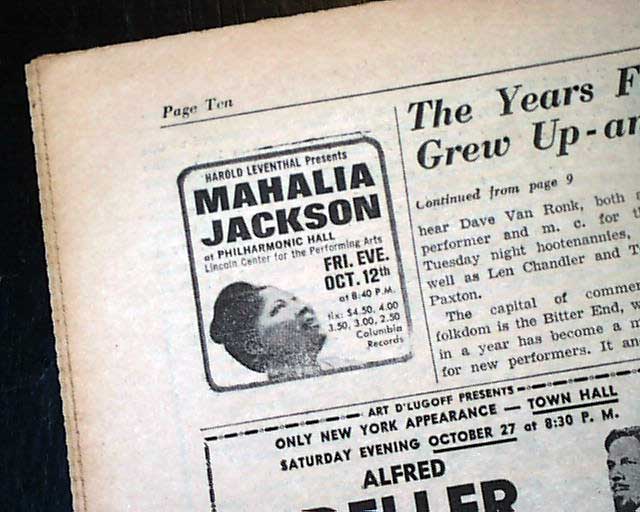 Page Ten
HAROLD LEVENTHAL Presents
MAHALIA
JACKSON
at PHILHARMONIC HALL
Lincoln Center for the Performing Arts
FRI. EVE.
OCT. 12th
at 8:40 P.M.
tix: $4.50, 4.00
3.50, 3.00, 2.50
Columbia
Records
The Years F
Grew Up-an
Continued from page 9
hear Dave Van Ronk, both a
performer and m. c. for
Tuesday night hootenannies,
well as Len Chandler and T
Paxton.
The capital of commer
folkdom is the Bitter End, w
in a year has become a
for new performers. It an
ART D'LUGOFF PRESENTS
ONLY NEW YORK APPEARANCE — TOWN HALL
SATURDAY EVENING OCTOBER 27 at 8:30 P. M.
ALFRED
DELLER